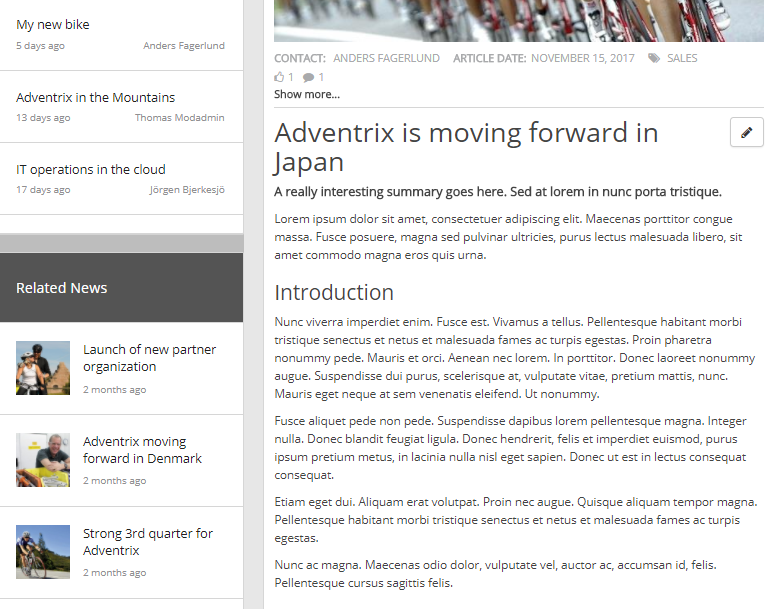 My new bike
5 days ago Anders Fagerlund
Adventrix in the Mountains
13 days ago Thomas Modadmin
IT operations in the cloud
17 days ago Jörgen Bjerkesjö
Related News
Launch of new partner
organization
2 months ago
Adventrix moving
forward in Denmark
2 months ago
Strong 3rd quarter for
Adventrix
2 months ago
CONTACT: ANDERS FAGERLUND ARTICLE DATE: NOVEMBER 15, 2017 SALES
1 1
Show more...
Adventrix is moving forward in
Japan
A really interesting summary goes here. Sed at lorem in nunc porta tristique.
Lorem ipsum dolor sit amet, consectetuer adipiscing elit. Maecenas porttitor congue
massa. Fusce posuere, magna sed pulvinar ultricies, purus lectus malesuada libero, sit
amet commodo magna eros quis urna.
Introduction
Nunc viverra imperdiet enim. Fusce est. Vivamus a tellus. Pellentesque habitant morbi
tristique senectus et netus et malesuada fames ac turpis egestas. Proin pharetra
nonummy pede. Mauris et orci. Aenean nec lorem. In porttitor. Donec laoreet nonummy
augue. Suspendisse dui purus, scelerisque at, vulputate vitae, pretium mattis, nunc.
Mauris eget neque at sem venenatis eleifend. Ut nonummy.
Fusce aliquet pede non pede. Suspendisse dapibus lorem pellentesque magna. Integer
nulla. Donec blandit feugiat ligula. Donec hendrerit, felis et imperdiet euismod, purus
ipsum pretium metus, in lacinia nulla nisl eget sapien. Donec ut est in lectus consequat
consequat.
Etiam eget dui. Aliquam erat volutpat. Proin nec augue. Quisque aliquam tempor magna.
Pellentesque habitant morbi tristique senectus et netus et malesuada fames ac turpis
egestas.
Nunc ac magna. Maecenas odio dolor, vulputate vel, auctor ac, accumsan id, felis.
Pellentesque cursus sagittis felis.